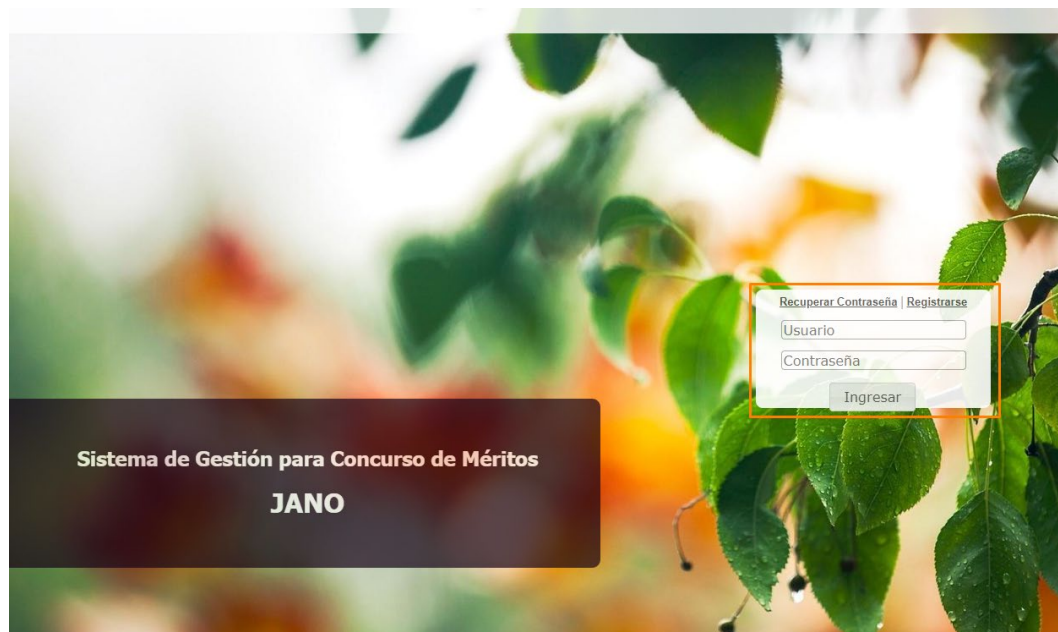 Recuperar Contraseña | Registrarse
Usuario
Contraseña
Ingresar
Sistema de Gestión para Concurso de Méritos
JANO